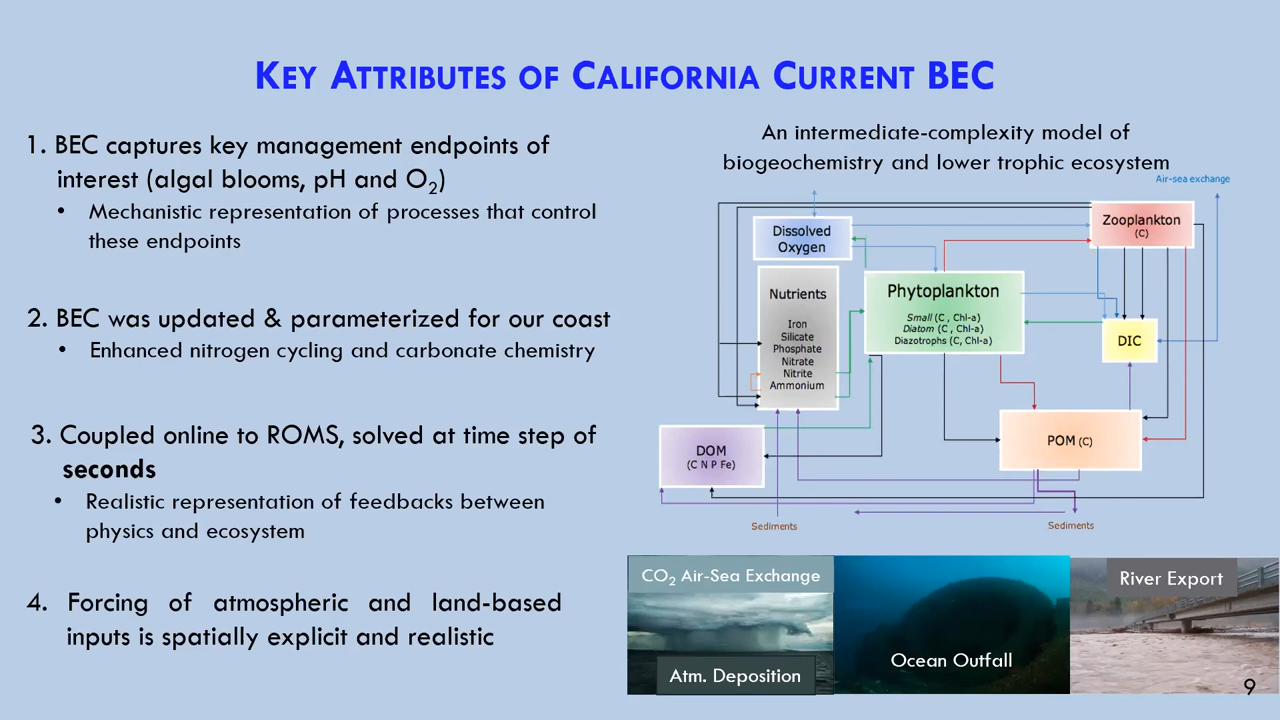 KEY ATTRIBUTES OF CALIFORNIA CURRENT BEC
1. BEC captures key management endpoints of
interest (algal blooms, pH and O2)
• Mechanistic representation of processes that control
these endpoints
2. BEC was updated & parameterized for our coast
• Enhanced nitrogen cycling and carbonate chemistry
3. Coupled online to ROMS, solved at time step of
seconds
• Realistic representation of feedbacks between
physics and ecosystem
4. Forcing of atmospheric and land-based
inputs is spatially explicit and realistic
An intermediate-complexity model of
biogeochemistry and lower trophic ecosystem
Air-sea exchange
Zooplankton
(C)
Dissolved
Oxygen
Nutrients
Iron
Silicate
Phosphate
Nitrate
Nitrite
Ammonium
Phytoplankton
Small (C , Chl-a)
Diatom (C , Chl-a)
Diazotrophs (C, Chl-a)
DIC
DOM
(C N P Fe)
POM (C)
Sediments
Sediments
CO2 Air-Sea Exchange
Atm. Deposition
Ocean Outfall
River Export
9